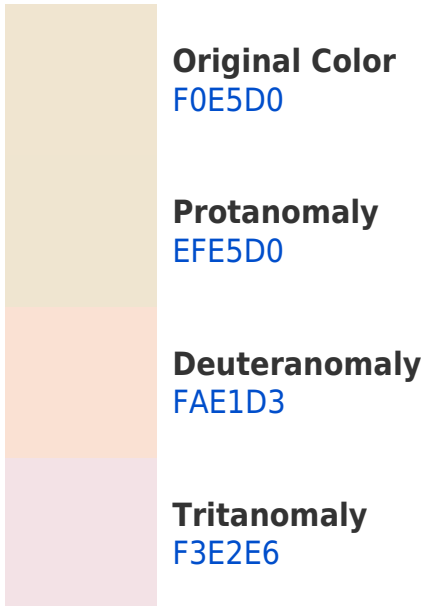 Original Color
F0E5D0
Protanomaly
EFE5D0
Deuteranomaly
FAE1D3
Tritanomaly
F3E2E6